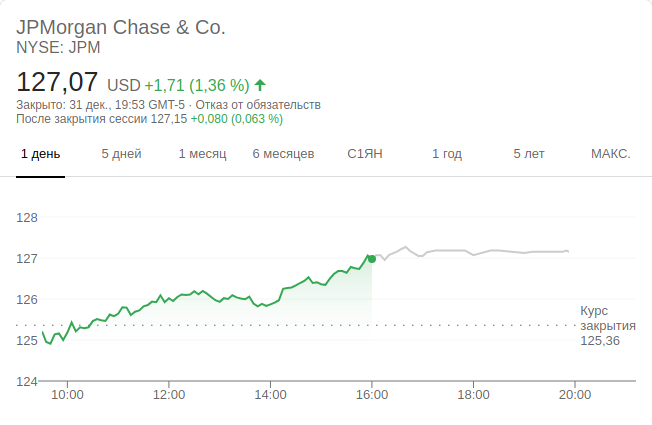 JPMorgan Chase & Co.
NYSE: JPM
127,07 USD +1,71 (1,36 %)
Закрыто: 31 дек., 19:53 GMT-5 · Отказ от обязательств
После закрытия сессии 127,15 +0,080 (0,063 %)
1 день 5 дней 1 месяц 6 месяцев С1ЯН 1 год 5 лет МАКС.
128
127
126
Курс
закрытия
125
125,36
124
10:00 12:00 14:00 16:00 18:00 20:00